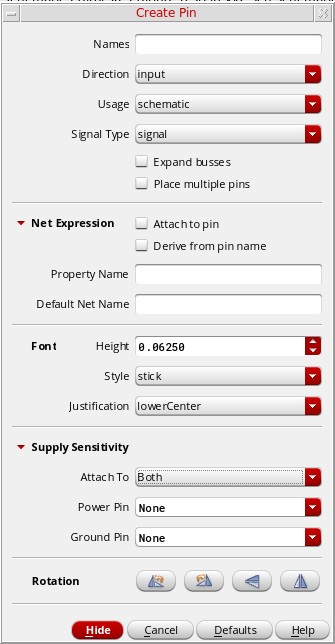 Create Pin
Names
Direction input
Usage schematic
Signal Type signal
Expand busses
Place multiple pins
Net Expression Attach to pin
Derive from pin name
Property Name
Default Net Name
Font Height 0.06250
Style stick
Justification lowerCenter
Supply Sensitivity
Attach To Both
Power Pin None
Ground Pin None
Rotation
Hide Cancel Defaults Help